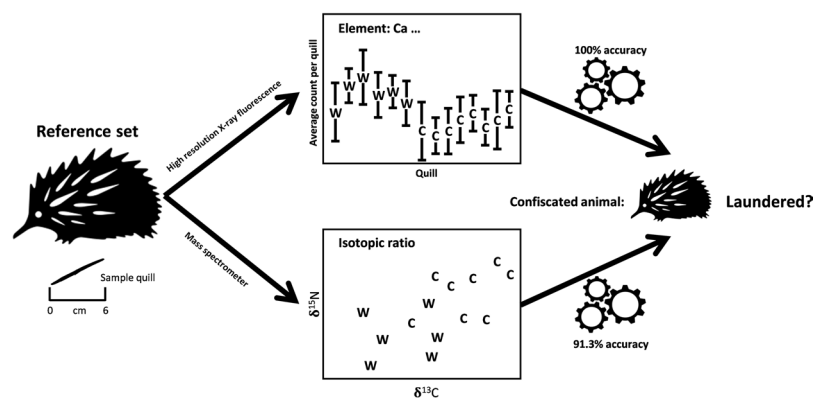 Reference set
Sample quill
0 cm 6
High resolution X-ray fluorescence
Mass spectrometer
Element: Ca ...
Average count per quill
W W W W W W C C C C C C C C
Quill
Isotopic ratio
δ¹⁵N
C
C C C C
W
W C C C
W W
W
W
δ¹³C
100% accuracy
Confiscated animal:
Laundered?
91.3% accuracy